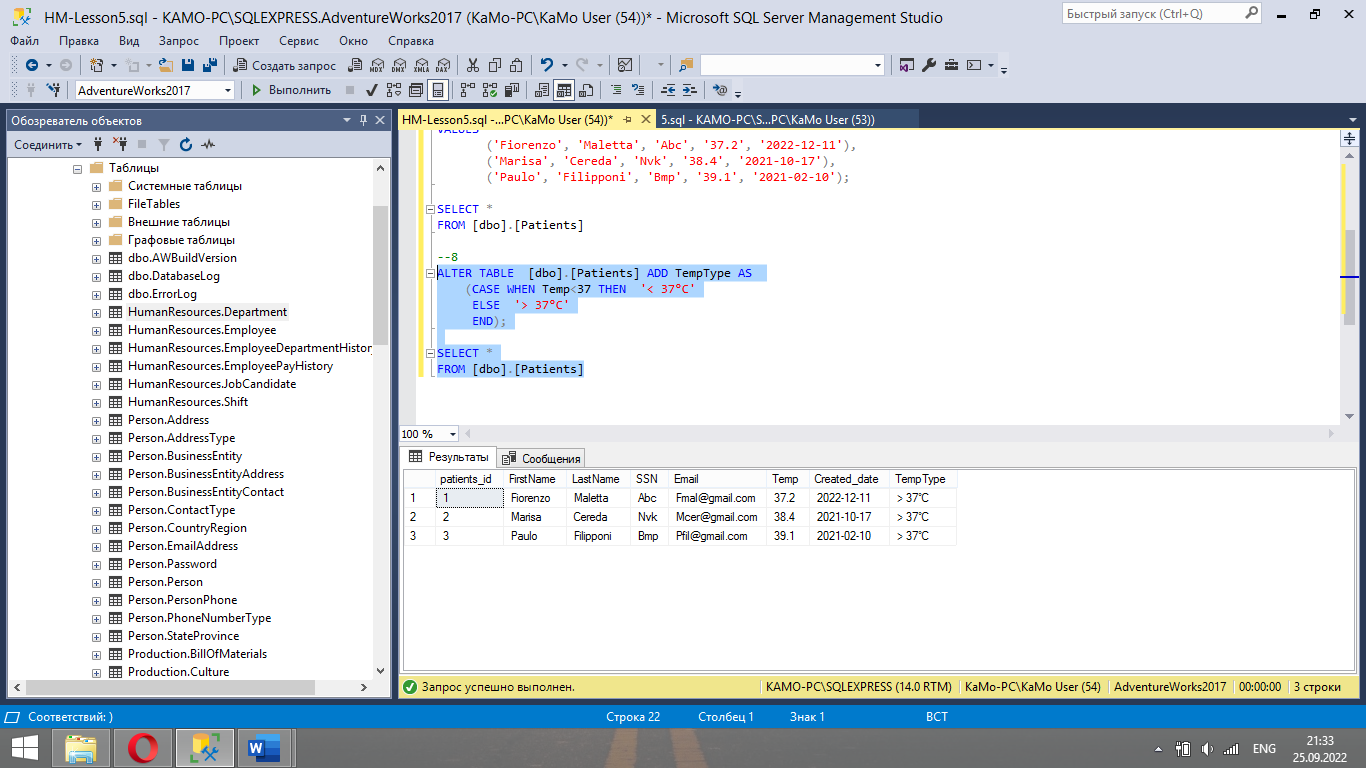 HM-Lesson5.sql - KAMO-PC\SQLEXPRESS.AdventureWorks2017 (KaMo-PC\KaMo User (54))* - Microsoft SQL Server Management Studio
Быстрый запуск (Ctrl+Q)
Файл Правка Вид Запрос Проект Сервис Окно Справка
Создать запрос
MDX DMX XMLA DAX
AdventureWorks2017 Выполнить
Обозреватель объектов
Соединить
Таблицы
Системные таблицы
FileTables
Внешние таблицы
Графовые таблицы
dbo.AWBuildVersion
dbo.DatabaseLog
dbo.ErrorLog
HumanResources.Department
HumanResources.Employee
HumanResources.EmployeeDepartmentHistor
HumanResources.EmployeePayHistory
HumanResources.JobCandidate
HumanResources.Shift
Person.Address
Person.AddressType
Person.BusinessEntity
Person.BusinessEntityAddress
Person.BusinessEntityContact
Person.ContactType
Person.CountryRegion
Person.EmailAddress
Person.Password
Person.Person
Person.PersonPhone
Person.PhoneNumberType
Person.StateProvince
Production.BillOfMaterials
Production.Culture
HM-Lesson5.sql -...PC\KaMo User (54))* 5.sql - KAMO-PC\S...PC\KaMo User (53))
VALUES
('Fiorenzo', 'Maletta', 'Abc', '37.2', '2022-12-11'),
('Marisa', 'Cereda', 'Nvk', '38.4', '2021-10-17'),
('Paulo', 'Filipponi', 'Bmp', '39.1', '2021-02-10');
SELECT *
FROM [dbo].[Patients]
--8
ALTER TABLE [dbo].[Patients] ADD TempType AS
(CASE WHEN Temp<37 THEN '< 37°C'
ELSE '> 37°C'
END);
SELECT *
FROM [dbo].[Patients]
100 %
Результаты Сообщения
patients_id FirstName LastName SSN Email Temp Created_date TempType
1 1 Fiorenzo Maletta Abc Fmal@gmail.com 37.2 2022-12-11 > 37°C
2 2 Marisa Cereda Nvk Mcer@gmail.com 38.4 2021-10-17 > 37°C
3 3 Paulo Filipponi Bmp Pfil@gmail.com 39.1 2021-02-10 > 37°C
Запрос успешно выполнен. KAMO-PC\SQLEXPRESS (14.0 RTM) KaMo-PC\KaMo User (54) AdventureWorks2017 00:00:00 3 строки
Соответствий: ) Строка 22 Столбец 1 Знак 1 ВСТ
ENG
21:33
25.09.2022